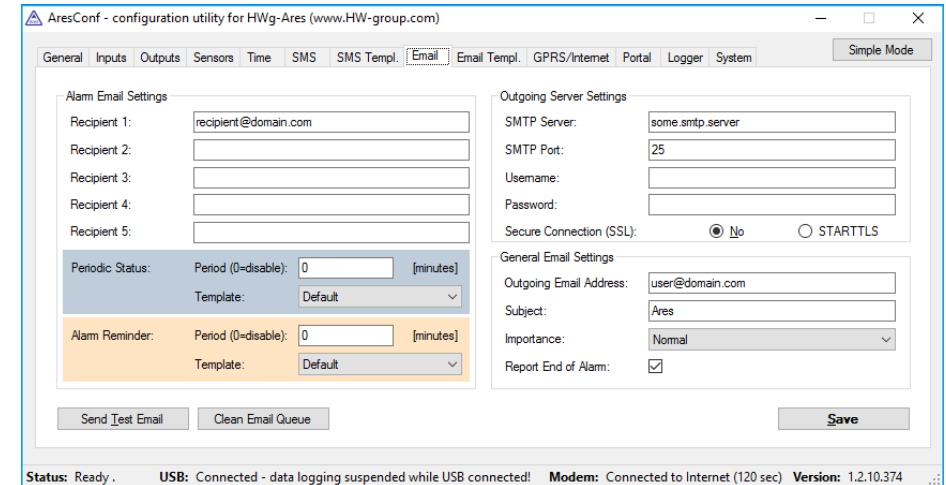 AresConf - configuration utility for HWg-Ares (www.HW-group.com)
Simple Mode
General Inputs Outputs Sensors Time SMS SMS Templ. Email Email Templ. GPRS/Internet Portal Logger System
Alarm Email Settings
Recipient 1: recipient@domain.com
Recipient 2:
Recipient 3:
Recipient 4:
Recipient 5:
Periodic Status: Period (0=disable): 0 [minutes]
Template: Default
Alarm Reminder: Period (0=disable): 0 [minutes]
Template: Default
Outgoing Server Settings
SMTP Server: some.smtp.server
SMTP Port: 25
Username:
Password:
Secure Connection (SSL): No STARTTLS
General Email Settings
Outgoing Email Address: user@domain.com
Subject: Ares
Importance: Normal
Report End of Alarm:
Send Test Email Clean Email Queue Save
Status: Ready. USB: Connected - data logging suspended while USB connected! Modem: Connected to Internet (120 sec) Version: 1.2.10.374